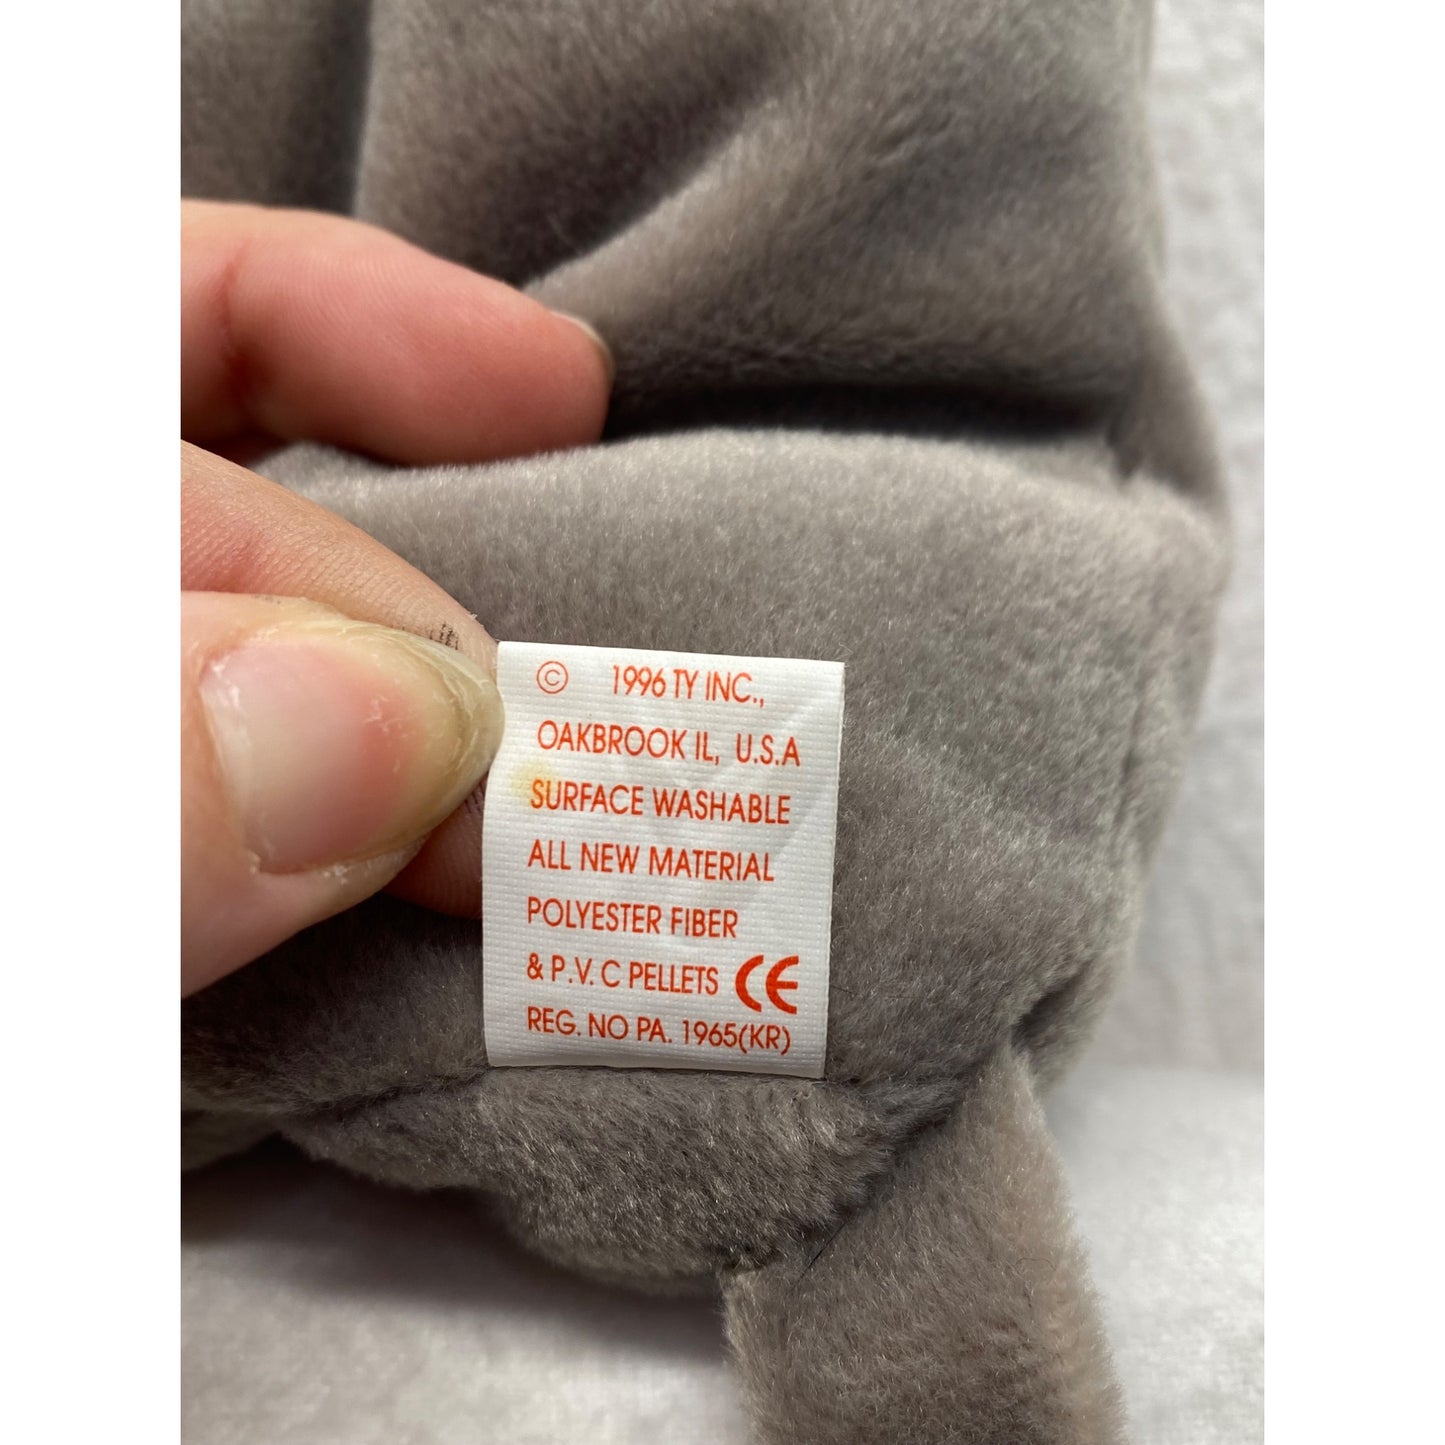 © 1996 TY INC.,
OAKBROOK IL, U.S.A
SURFACE WASHABLE
ALL NEW MATERIAL
POLYESTER FIBER
& P.V. C PELLETS CE
REG. NO PA. 1965(KR)